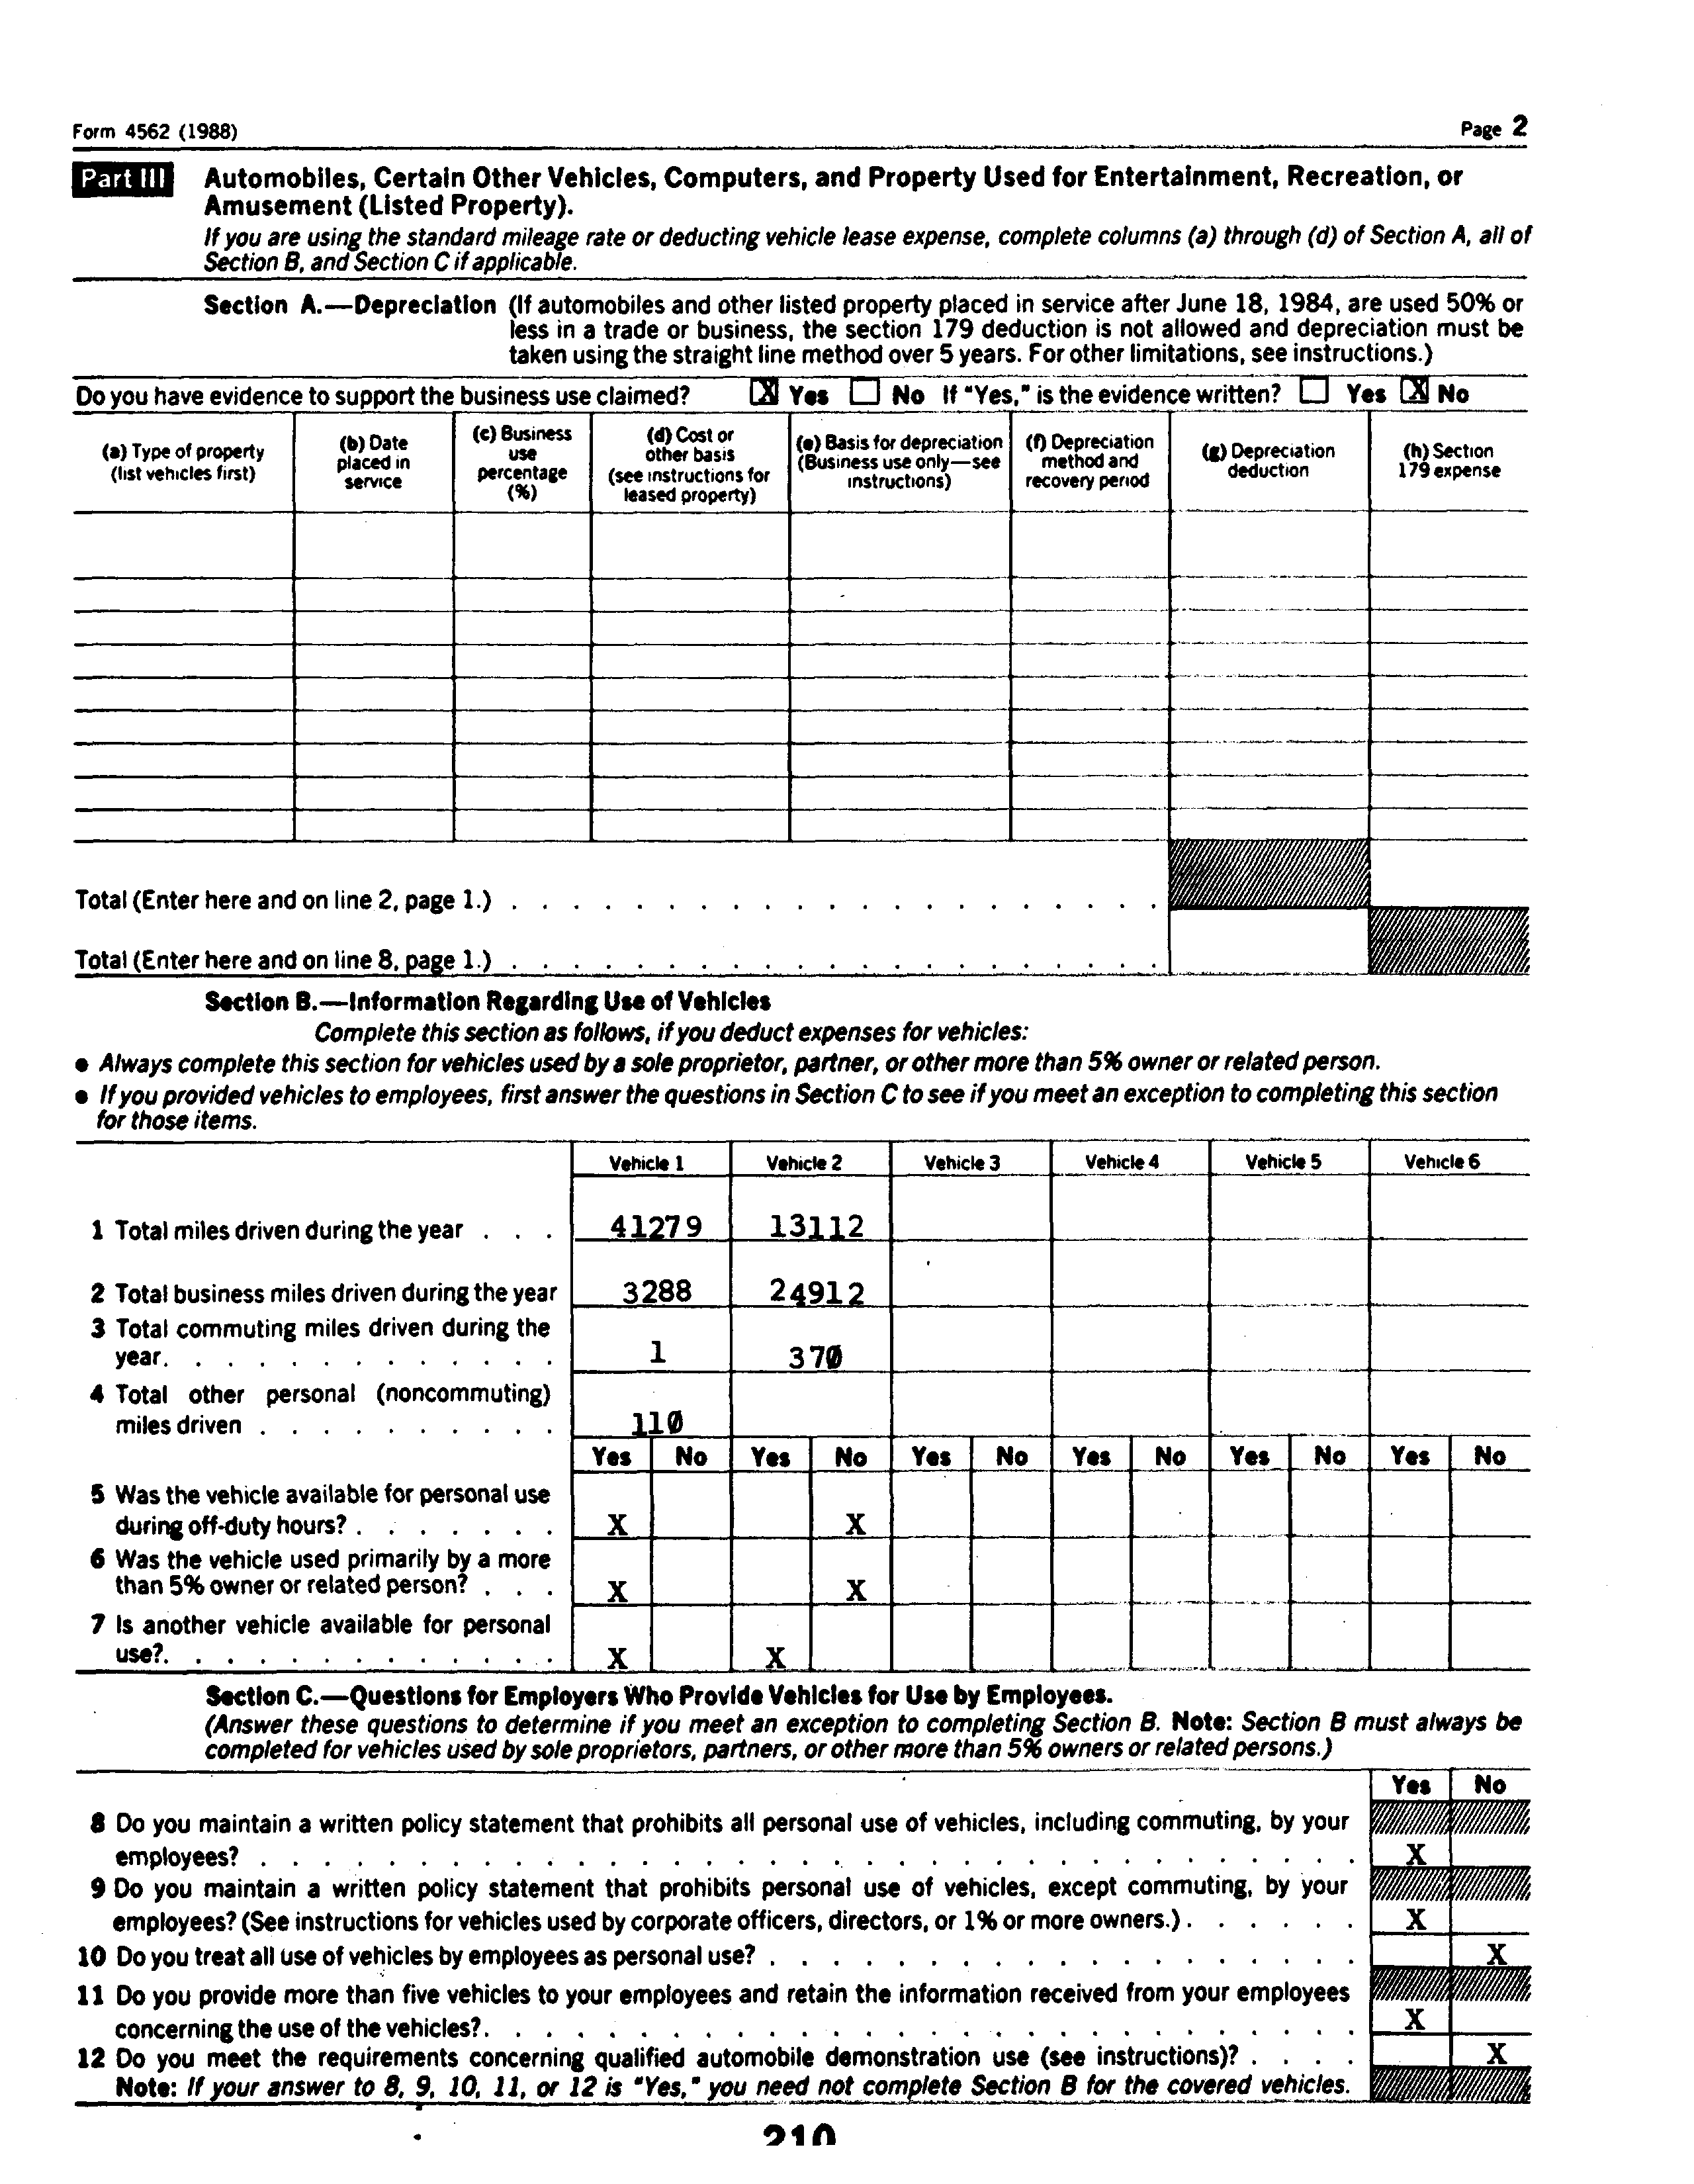 Form 4562 (1988) Page 2
Part III Automobiles, Certain Other Vehicles, Computers, and Property Used for Entertainment, Recreation, or
Amusement (Listed Property).
If you are using the standard mileage rate or deducting vehicle lease expense, complete columns (a) through (d) of Section A, all of
Section B, and Section C if applicable.
Section A.—Depreciation (If automobiles and other listed property placed in service after June 18, 1984, are used 50% or
less in a trade or business, the section 179 deduction is not allowed and depreciation must be
taken using the straight line method over 5 years. For other limitations, see instructions.)
Do you have evidence to support the business use claimed? X Yes No If "Yes," is the evidence written? Yes X No
(a) Type of property
(list vehicles first)
(b) Date
placed in
service
(c) Business
use
percentage
(%)
(d) Cost or
other basis
(see instructions for
leased property)
(e) Basis for depreciation
(Business use only—see
instructions)
(f) Depreciation
method and
recovery period
(g) Depreciation
deduction
(h) Section
179 expense
Total (Enter here and on line 2, page 1.) . . . . . . . . . . . . . . . . . . . . .
Total (Enter here and on line 8, page 1.) . . . . . . . . . . . . . . . . . . . . .
Section B.—Information Regarding Use of Vehicles
Complete this section as follows, if you deduct expenses for vehicles:
● Always complete this section for vehicles used by a sole proprietor, partner, or other more than 5% owner or related person.
● If you provided vehicles to employees, first answer the questions in Section C to see if you meet an exception to completing this section
for those items.
Vehicle 1 Vehicle 2 Vehicle 3 Vehicle 4 Vehicle 5 Vehicle 6
1 Total miles driven during the year . . . 41279 13112
2 Total business miles driven during the year 3288 24912
3 Total commuting miles driven during the
year. . . . . . . . . . . . . 1 370
4 Total other personal (noncommuting)
miles driven . . . . . . . . . . 110
Yes No Yes No Yes No Yes No Yes No Yes No
5 Was the vehicle available for personal use
during off-duty hours? . . . . . . . X X
6 Was the vehicle used primarily by a more
than 5% owner or related person? . . . X X
7 Is another vehicle available for personal
use?. . . . . . . . . . . . . X X
Section C.—Questions for Employers Who Provide Vehicles for Use by Employees.
(Answer these questions to determine if you meet an exception to completing Section B. Note: Section B must always be
completed for vehicles used by sole proprietors, partners, or other more than 5% owners or related persons.)
Yes No
8 Do you maintain a written policy statement that prohibits all personal use of vehicles, including commuting, by your
employees? . . . . . . . . . . . . . . . . . . . . . . . . . . . . . . . . . . . X
9 Do you maintain a written policy statement that prohibits personal use of vehicles, except commuting, by your
employees? (See instructions for vehicles used by corporate officers, directors, or 1% or more owners.) . . . . . . X
10 Do you treat all use of vehicles by employees as personal use? . . . . . . . . . . . . . . . . . . . X
11 Do you provide more than five vehicles to your employees and retain the information received from your employees
concerning the use of the vehicles?. . . . . . . . . . . . . . . . . . . . . . . . . . . . X
12 Do you meet the requirements concerning qualified automobile demonstration use (see instructions)? . . . . X
Note: If your answer to 8, 9, 10, 11, or 12 is "Yes," you need not complete Section B for the covered vehicles.
210